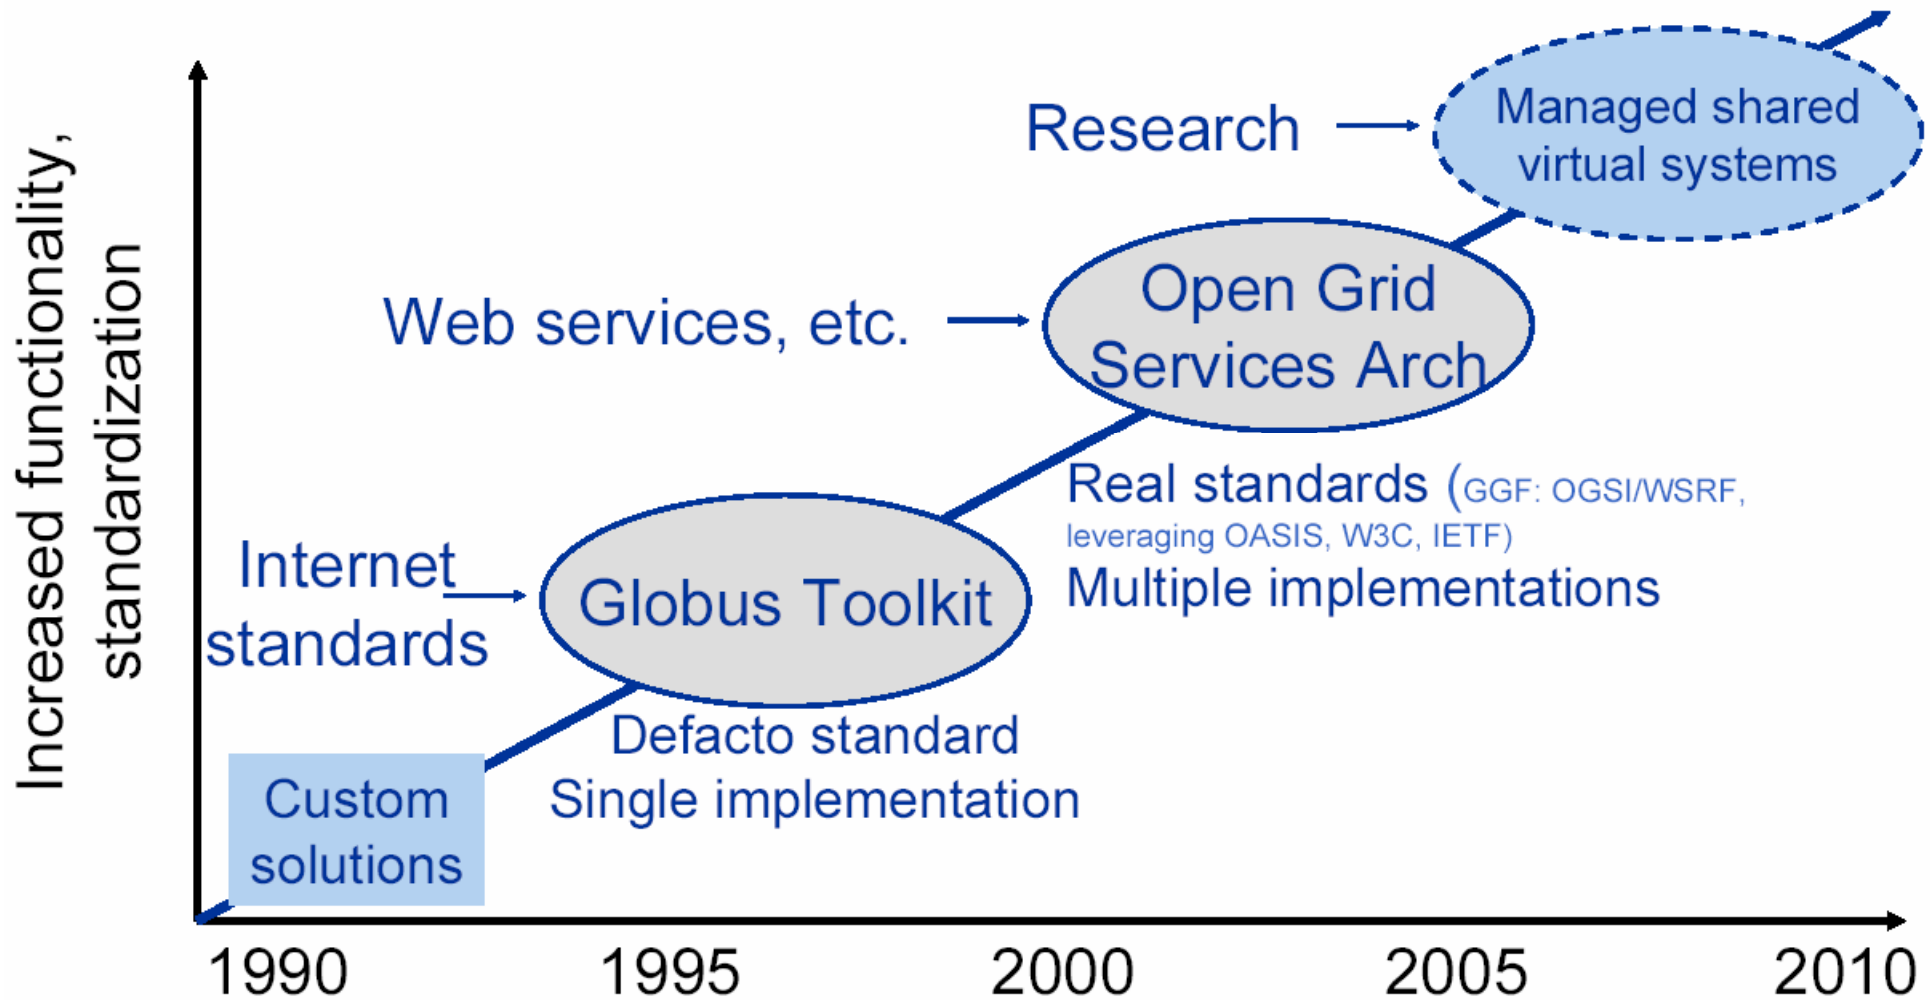 Increased functionality,
standardization
Research
Managed shared
virtual systems
Web services, etc.
Open Grid
Services Arch
Real standards (GGF: OGSI/WSRF,
leveraging OASIS, W3C, IETF)
Multiple implementations
Internet
standards
Globus Toolkit
Defacto standard
Single implementation
Custom
solutions
1990 1995 2000 2005 2010